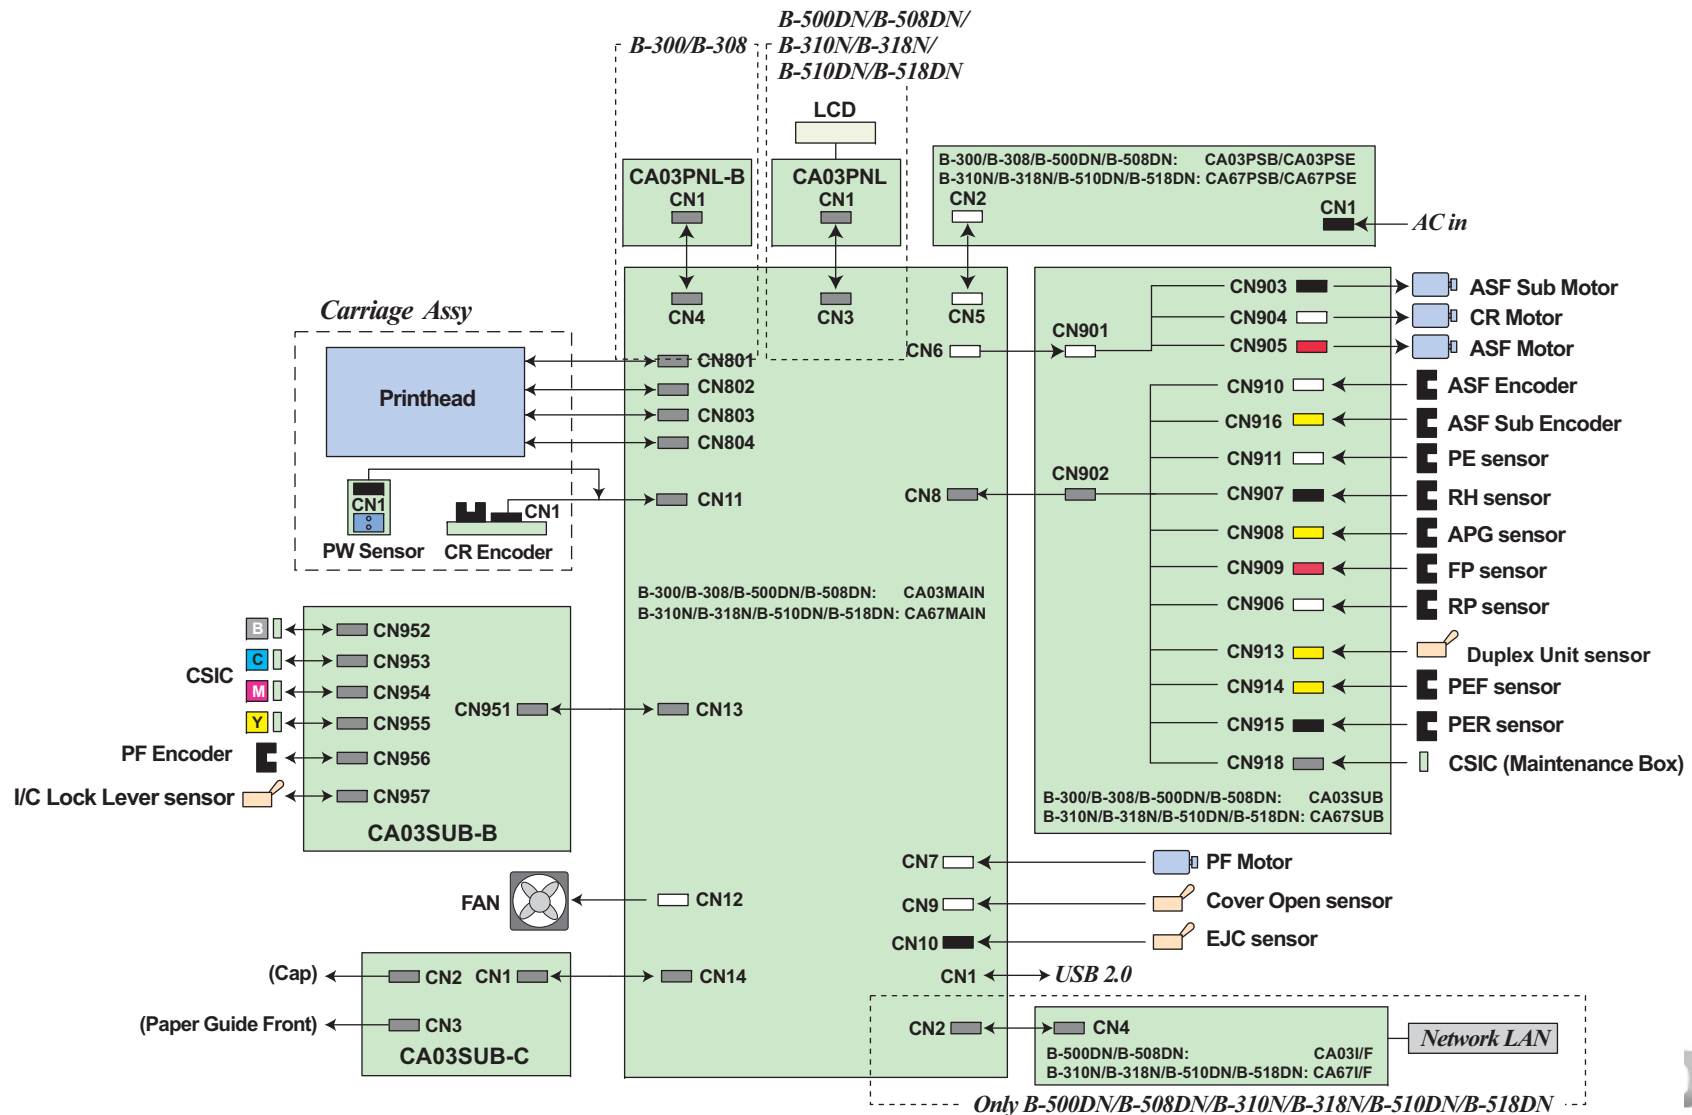 B-500DN/B-508DN/
B-300/B-308
B-310N/B-318N/
B-510DN/B-518DN
LCD
CA03PNL-B
CN1
CN4
CA03PNL
CN1
CN3
B-300/B-308/B-500DN/B-508DN: CA03PSB/CA03PSE
B-310N/B-318N/B-510DN/B-518DN: CA67PSB/CA67PSE
CN2
CN1
AC in
CN5
Carriage Assy
Printhead
CN801
CN802
CN803
CN804
CN1
PW Sensor
CN1
CR Encoder
CN11
CN6
CN901
CN903
ASF Sub Motor
CN904
CR Motor
CN905
ASF Motor
CN910
ASF Encoder
CN916
ASF Sub Encoder
CN911
PE sensor
CN8
CN902
CN907
RH sensor
CN908
APG sensor
CN909
FP sensor
CN906
RP sensor
CN913
Duplex Unit sensor
CN914
PEF sensor
CN915
PER sensor
CN918
CSIC (Maintenance Box)
B-300/B-308/B-500DN/B-508DN: CA03SUB
B-310N/B-318N/B-510DN/B-518DN: CA67SUB
B-300/B-308/B-500DN/B-508DN: CA03MAIN
B-310N/B-318N/B-510DN/B-518DN: CA67MAIN
CSIC
B
CN952
C
CN953
M
CN954
Y
CN955
CN951
CN13
PF Encoder
CN956
I/C Lock Lever sensor
CN957
CA03SUB-B
CN7
PF Motor
FAN
CN12
CN9
Cover Open sensor
CN10
EJC sensor
(Cap)
CN2
CN1
CN14
CN1
USB 2.0
(Paper Guide Front)
CN3
CA03SUB-C
CN2
CN4
B-500DN/B-508DN: CA03I/F
B-310N/B-318N/B-510DN/B-518DN: CA67I/F
Network LAN
Only B-500DN/B-508DN/B-310N/B-318N/B-510DN/B-518DN